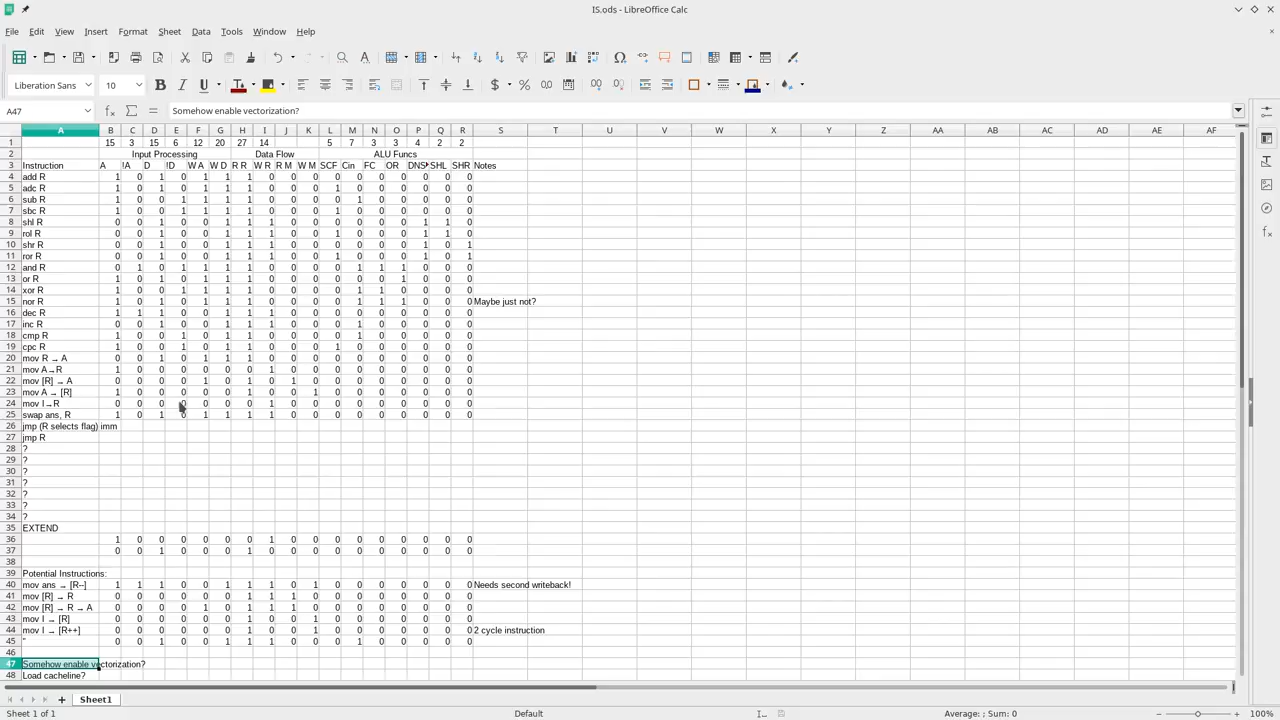 IS.ods - LibreOffice Calc
File Edit View Insert Format Sheet Data Tools Window Help
Liberation Sans 10
A47 Somehow enable vectorization?
A B C D E F G H I J K L M N O P Q R S T U V W X Y Z AA AB AC AD AE AF
1 15 3 15 6 12 20 27 14 5 7 3 3 4 2 2
2 Input Processing Data Flow ALU Funcs
3 Instruction A !A D !D W A W D R R W R R M W M SCF Cin FC OR DNS SHL SHR Notes
4 add R 1 0 1 0 1 1 1 1 0 0 0 0 0 0 0 0 0
5 adc R 1 0 1 0 1 1 1 1 0 0 1 0 0 0 0 0 0
6 sub R 1 0 0 1 1 1 1 1 0 0 0 1 0 0 0 0 0
7 sbc R 1 0 0 1 1 1 1 1 0 0 1 0 0 0 0 0 0
8 shl R 0 0 1 0 0 1 1 1 0 0 0 0 0 0 1 1 0
9 rol R 0 0 1 0 0 1 1 1 0 0 1 0 0 0 1 1 0
10 shr R 0 0 1 0 0 1 1 1 0 0 0 0 0 0 1 0 1
11 ror R 0 0 1 0 0 1 1 1 0 0 1 0 0 0 1 0 1
12 and R 0 1 0 1 1 1 1 1 0 0 0 1 1 1 0 0 0
13 or R 1 0 1 0 1 1 1 1 0 0 0 0 0 1 0 0 0
14 xor R 1 0 0 1 1 1 1 1 0 0 0 1 1 0 0 0 0
15 nor R 1 0 1 0 1 1 1 1 0 0 0 1 1 1 0 0 0 Maybe just not?
16 dec R 1 1 1 0 0 1 1 1 0 0 0 0 0 0 0 0 0
17 inc R 0 0 1 0 0 1 1 1 0 0 0 1 0 0 0 0 0
18 cmp R 1 0 0 1 0 1 1 0 0 0 0 1 0 0 0 0 0
19 cpc R 1 0 0 1 0 1 1 0 0 0 1 0 0 0 0 0 0
20 mov R → A 0 0 1 0 1 1 1 0 0 0 0 0 0 0 0 0 0
21 mov A→R 1 0 0 0 0 0 0 1 0 0 0 0 0 0 0 0 0
22 mov [R] → A 0 0 0 0 1 0 1 0 1 0 0 0 0 0 0 0 0
23 mov A → [R] 1 0 0 0 0 0 1 0 0 1 0 0 0 0 0 0 0
24 mov I→R 0 0 0 0 0 0 0 1 0 0 0 0 0 0 0 0 0
25 swap ans, R 1 0 1 0 1 1 1 1 0 0 0 0 0 0 0 0 0
26 jmp (R selects flag) imm
27 jmp R
28 ?
29 ?
30 ?
31 ?
32 ?
33 ?
34 ?
35 EXTEND
36 1 0 0 0 0 0 0 1 0 0 0 0 0 0 0 0 0
37 0 0 1 0 0 0 1 0 0 0 0 0 0 0 0 0 0
38
39 Potential Instructions:
40 mov ans → [R--] 1 1 1 0 0 1 1 1 0 1 0 0 0 0 0 0 0 Needs second writeback!
41 mov [R] → R 0 0 0 0 0 0 1 1 1 0 0 0 0 0 0 0 0
42 mov [R] → R → A 0 0 0 0 1 0 1 1 1 0 0 0 0 0 0 0 0
43 mov I → [R] 0 0 0 0 0 0 1 0 0 1 0 0 0 0 0 0 0
44 mov I → [R++] 0 0 0 0 0 0 1 0 0 1 0 0 0 0 0 0 0 2 cycle instruction
45 " 0 0 1 0 0 1 1 1 0 0 0 1 0 0 0 0 0
46
47 Somehow enable vectorization?
48 Load cacheline?
Sheet1
Sheet 1 of 1 Default Average: ; Sum: 0 100%